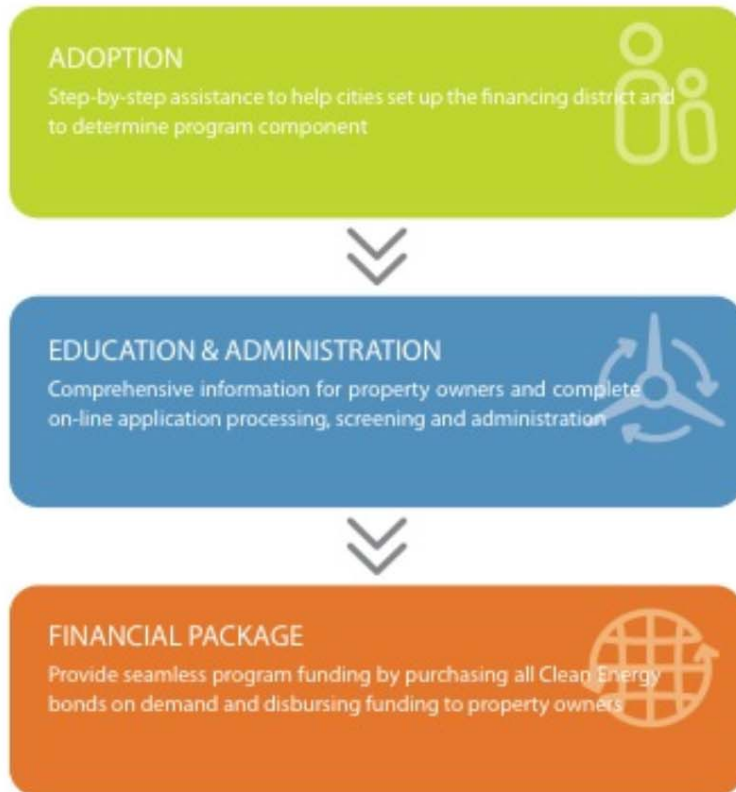 ADOPTION
Step-by-step assistance to help cities set up the financing district and
to determine program component
EDUCATION & ADMINISTRATION
Comprehensive information for property owners and complete
on-line application processing, screening and administration
FINANCIAL PACKAGE
Provide seamless program funding by purchasing all Clean Energy
bonds on demand and disbursing funding to property owners